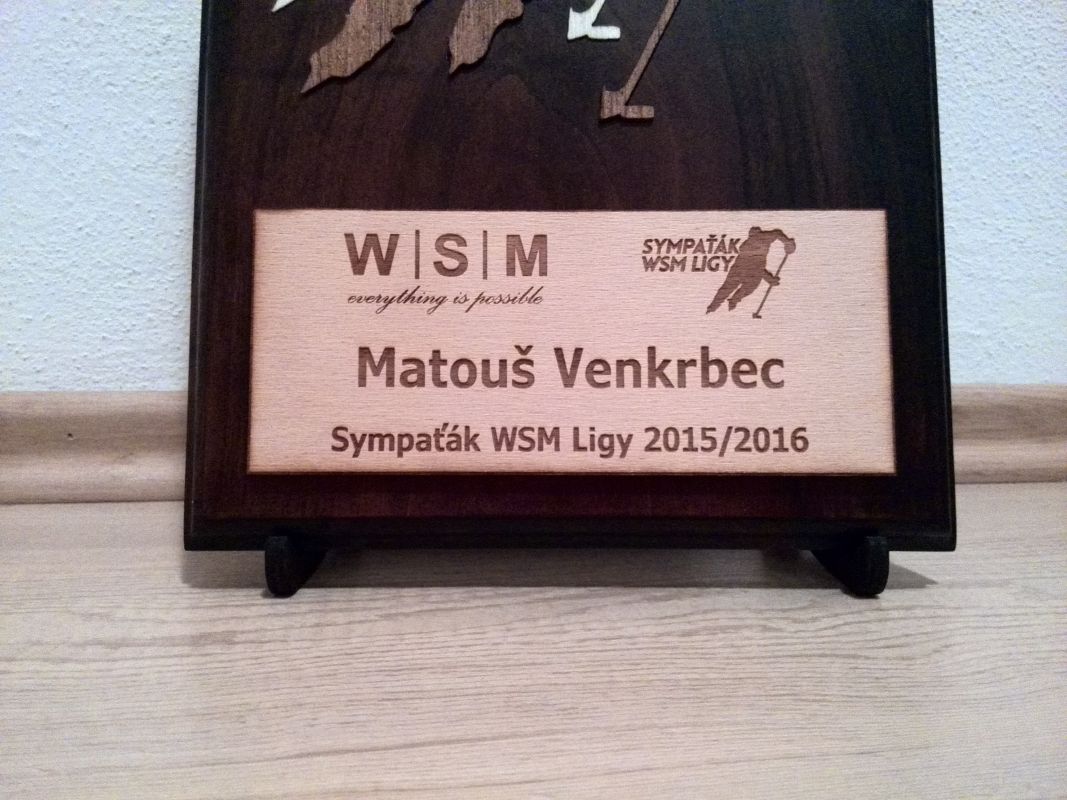 W|S|M
everything is possible
SYMPAŤÁK
WSM LIGY
Matouš Venkrbec
Sympaťák WSM Ligy 2015/2016